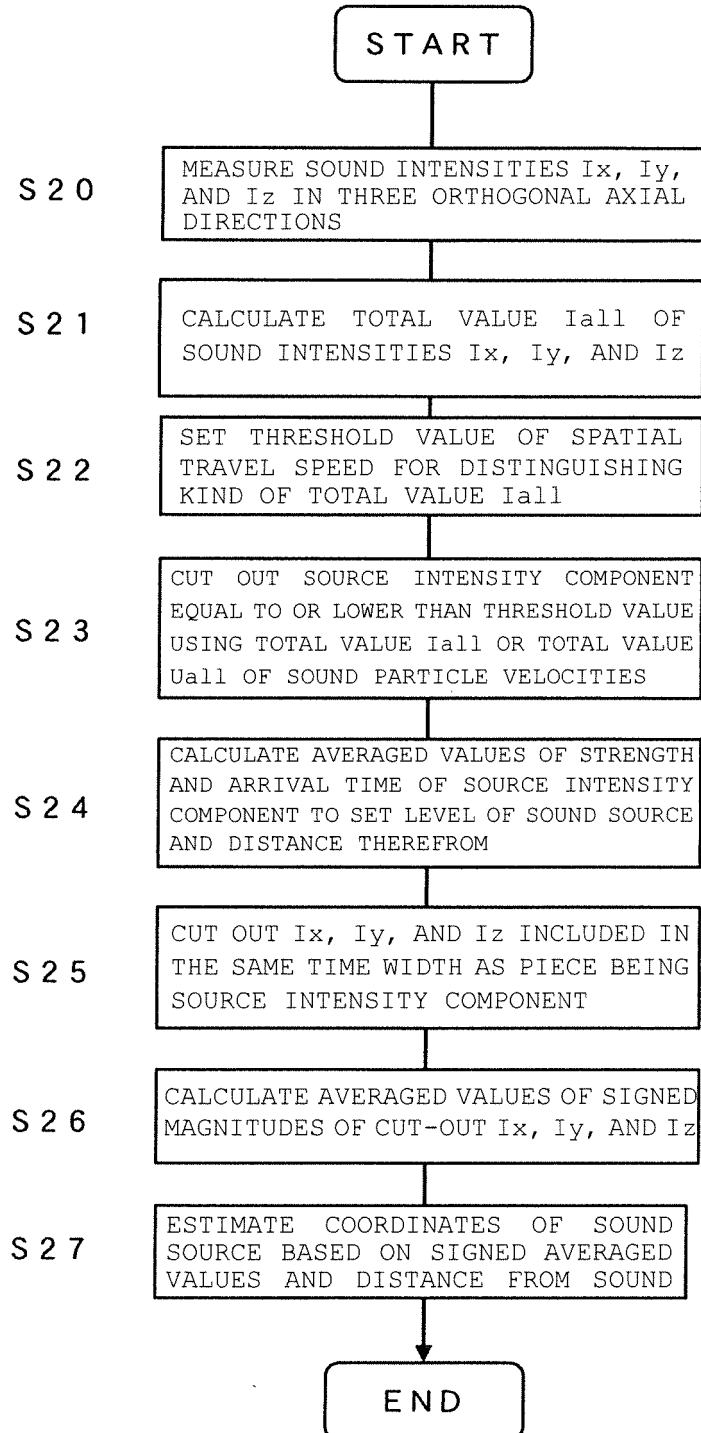 START
S20
MEASURE SOUND INTENSITIES Ix, Iy,
AND Iz IN THREE ORTHOGONAL AXIAL
DIRECTIONS
S21
CALCULATE TOTAL VALUE Iall OF
SOUND INTENSITIES Ix, Iy, AND Iz
S22
SET THRESHOLD VALUE OF SPATIAL
TRAVEL SPEED FOR DISTINGUISHING
KIND OF TOTAL VALUE Iall
S23
CUT OUT SOURCE INTENSITY COMPONENT
EQUAL TO OR LOWER THAN THRESHOLD VALUE
USING TOTAL VALUE Iall OR TOTAL VALUE
Uall OF SOUND PARTICLE VELOCITIES
S24
CALCULATE AVERAGED VALUES OF STRENGTH
AND ARRIVAL TIME OF SOURCE INTENSITY
COMPONENT TO SET LEVEL OF SOUND SOURCE
AND DISTANCE THEREFROM
S25
CUT OUT Ix, Iy, AND Iz INCLUDED IN
THE SAME TIME WIDTH AS PIECE BEING
SOURCE INTENSITY COMPONENT
S26
CALCULATE AVERAGED VALUES OF SIGNED
MAGNITUDES OF CUT-OUT Ix, Iy, AND Iz
S27
ESTIMATE COORDINATES OF SOUND
SOURCE BASED ON SIGNED AVERAGED
VALUES AND DISTANCE FROM SOUND
END